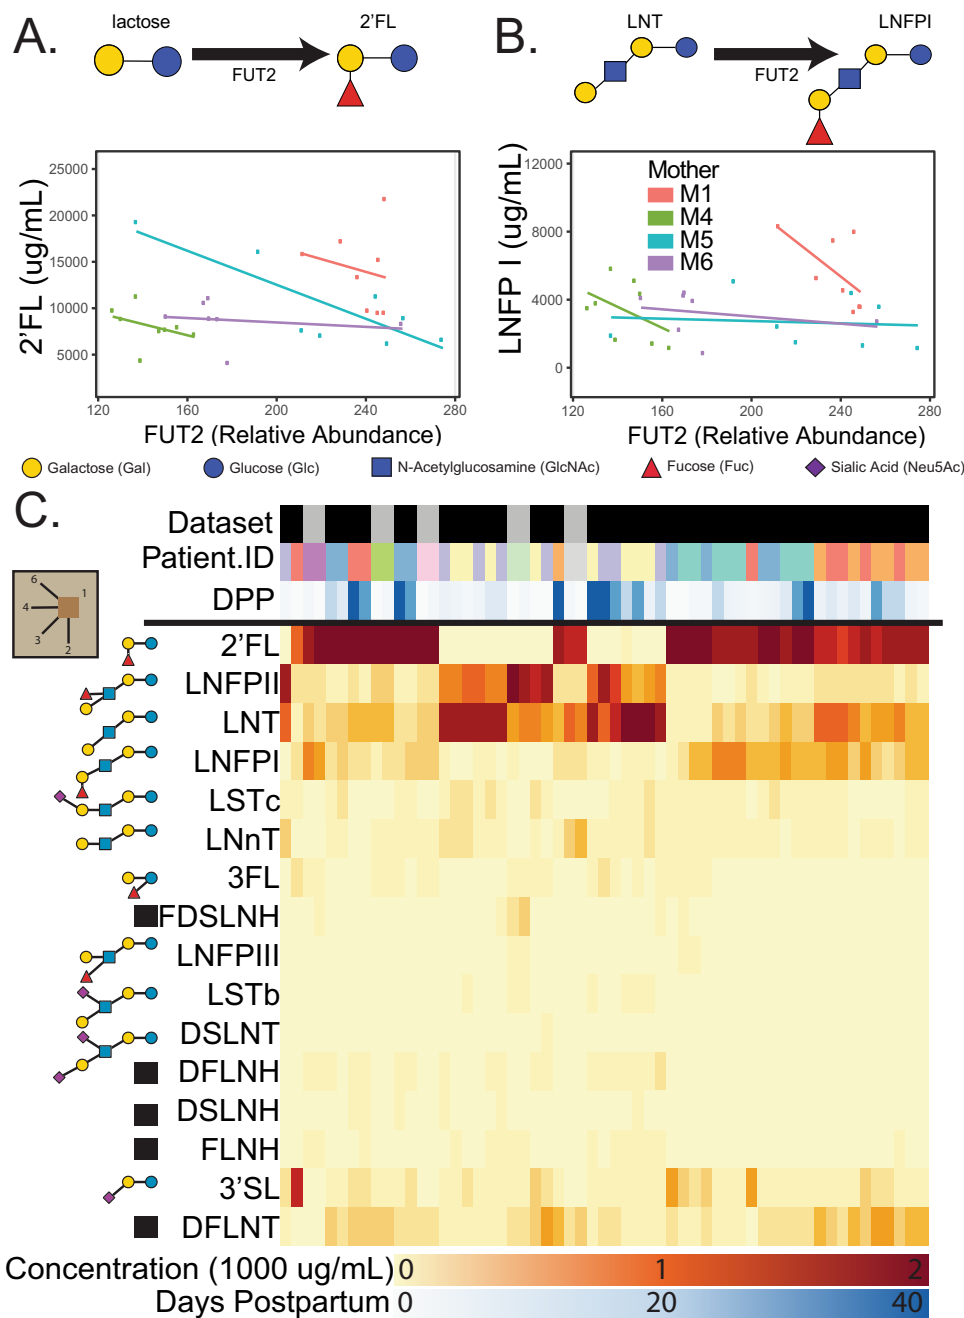 A.
lactose
2'FL
FUT2
B.
LNT
LNFPI
FUT2
25000
20000
15000
10000
5000
2'FL (ug/mL)
120
160
200
240
280
FUT2 (Relative Abundance)
12000
8000
4000
0
LNFP I (ug/mL)
Mother
M1
M4
M5
M6
120
160
200
240
280
FUT2 (Relative Abundance)
Galactose (Gal)
Glucose (Glc)
N-Acetylglucosamine (GlcNAc)
Fucose (Fuc)
Sialic Acid (Neu5Ac)
C.
Dataset
Patient.ID
DPP
6
4
3
2
1
2'FL
LNFPII
LNT
LNFPI
LSTc
LNnT
3FL
FDSLNH
LNFPIII
LSTb
DSLNT
DFLNH
DSLNH
FLNH
3'SL
DFLNT
Concentration (1000 ug/mL) 0 1 2
Days Postpartum 0 20 40